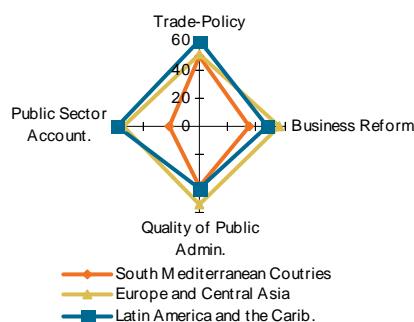 Trade-Policy
60
40
20
0
Public Sector
Account.
Business Reform
Quality of Public
Admin.
South Mediterranean Coutries
Europe and Central Asia
Latin America and the Carib.